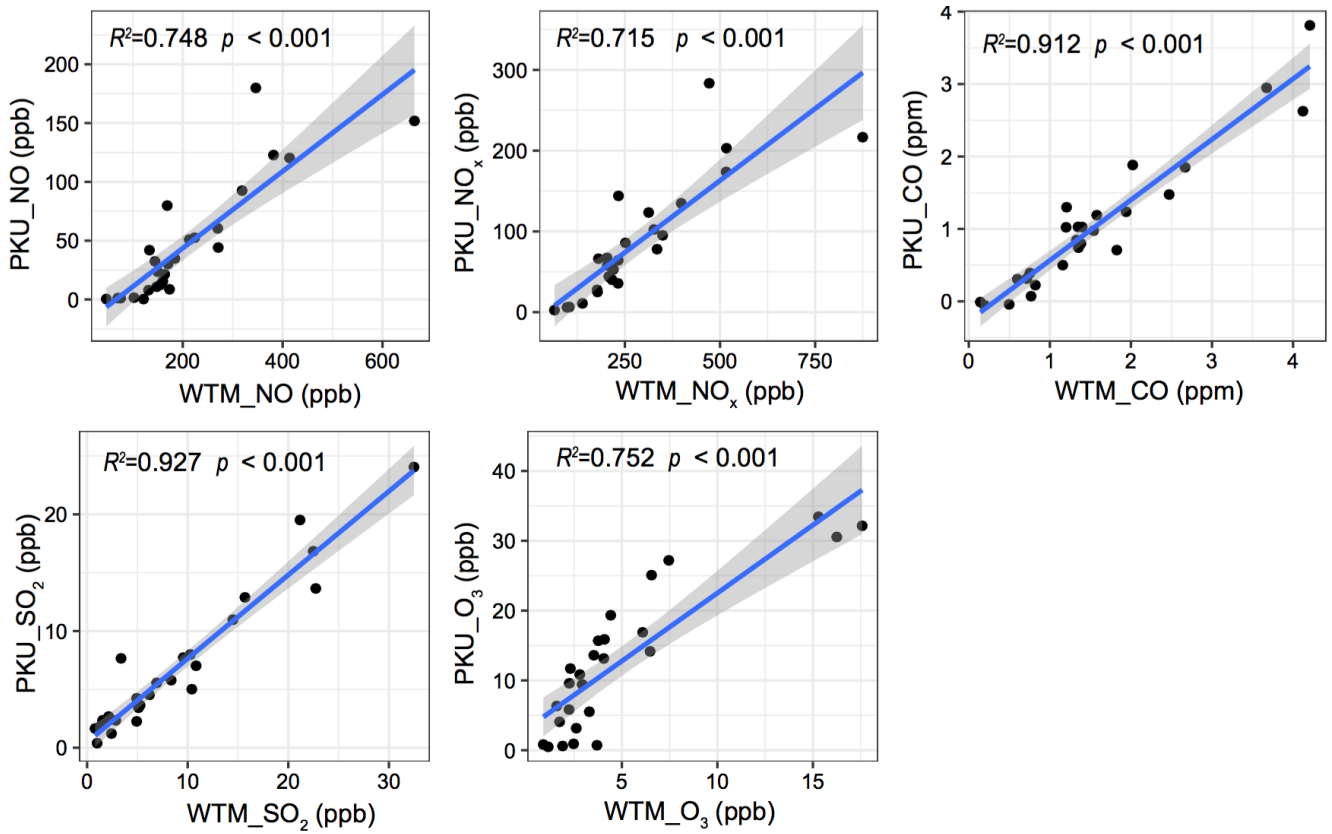 R²=0.748 p < 0.001
200
150
100
50
0
PKU_NO (ppb)
200 400 600
WTM_NO (ppb)
R²=0.715 p < 0.001
300
200
100
0
PKU_NOₓ (ppb)
250 500 750
WTM_NOₓ (ppb)
R²=0.912 p < 0.001
4
3
2
1
0
PKU_CO (ppm)
0 1 2 3 4
WTM_CO (ppm)
R²=0.927 p < 0.001
20
10
0
PKU_SO₂ (ppb)
0 10 20 30
WTM_SO₂ (ppb)
R²=0.752 p < 0.001
40
30
20
10
0
PKU_O₃ (ppb)
5 10 15
WTM_O₃ (ppb)